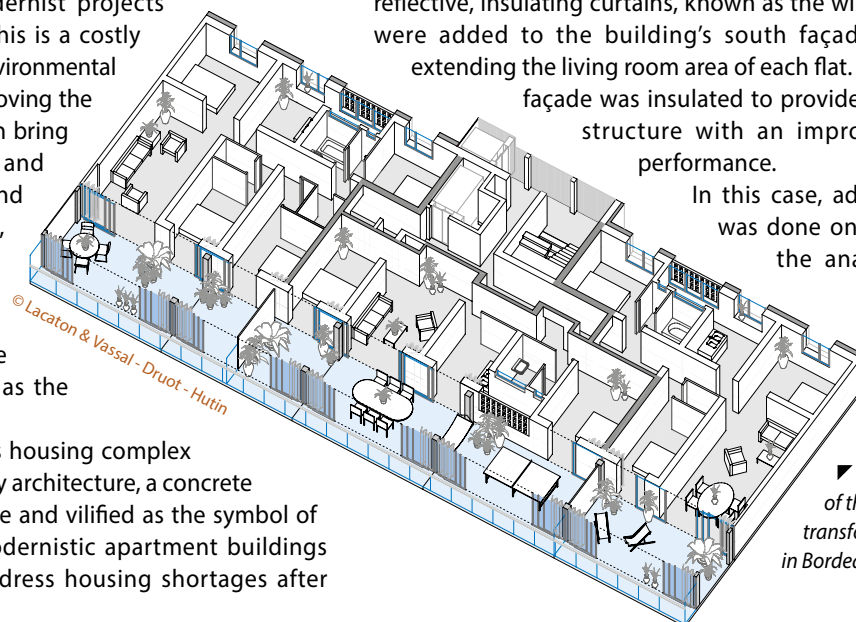 dernist projects
his is a costly
vironmental
oving the
n bring
and
nd
,
e
as the
s housing complex
y architecture, a concrete
e and vilified as the symbol of
odernistic apartment buildings
dress housing shortages after
reflective, insulating curtains, known as the wi
were added to the building’s south façad
extending the living room area of each flat.
façade was insulated to provide
structure with an impro
performance.
In this case, ad
was done on
the ana
© Lacaton & Vassal - Druot - Hutin
of th
transfo
in Bordea